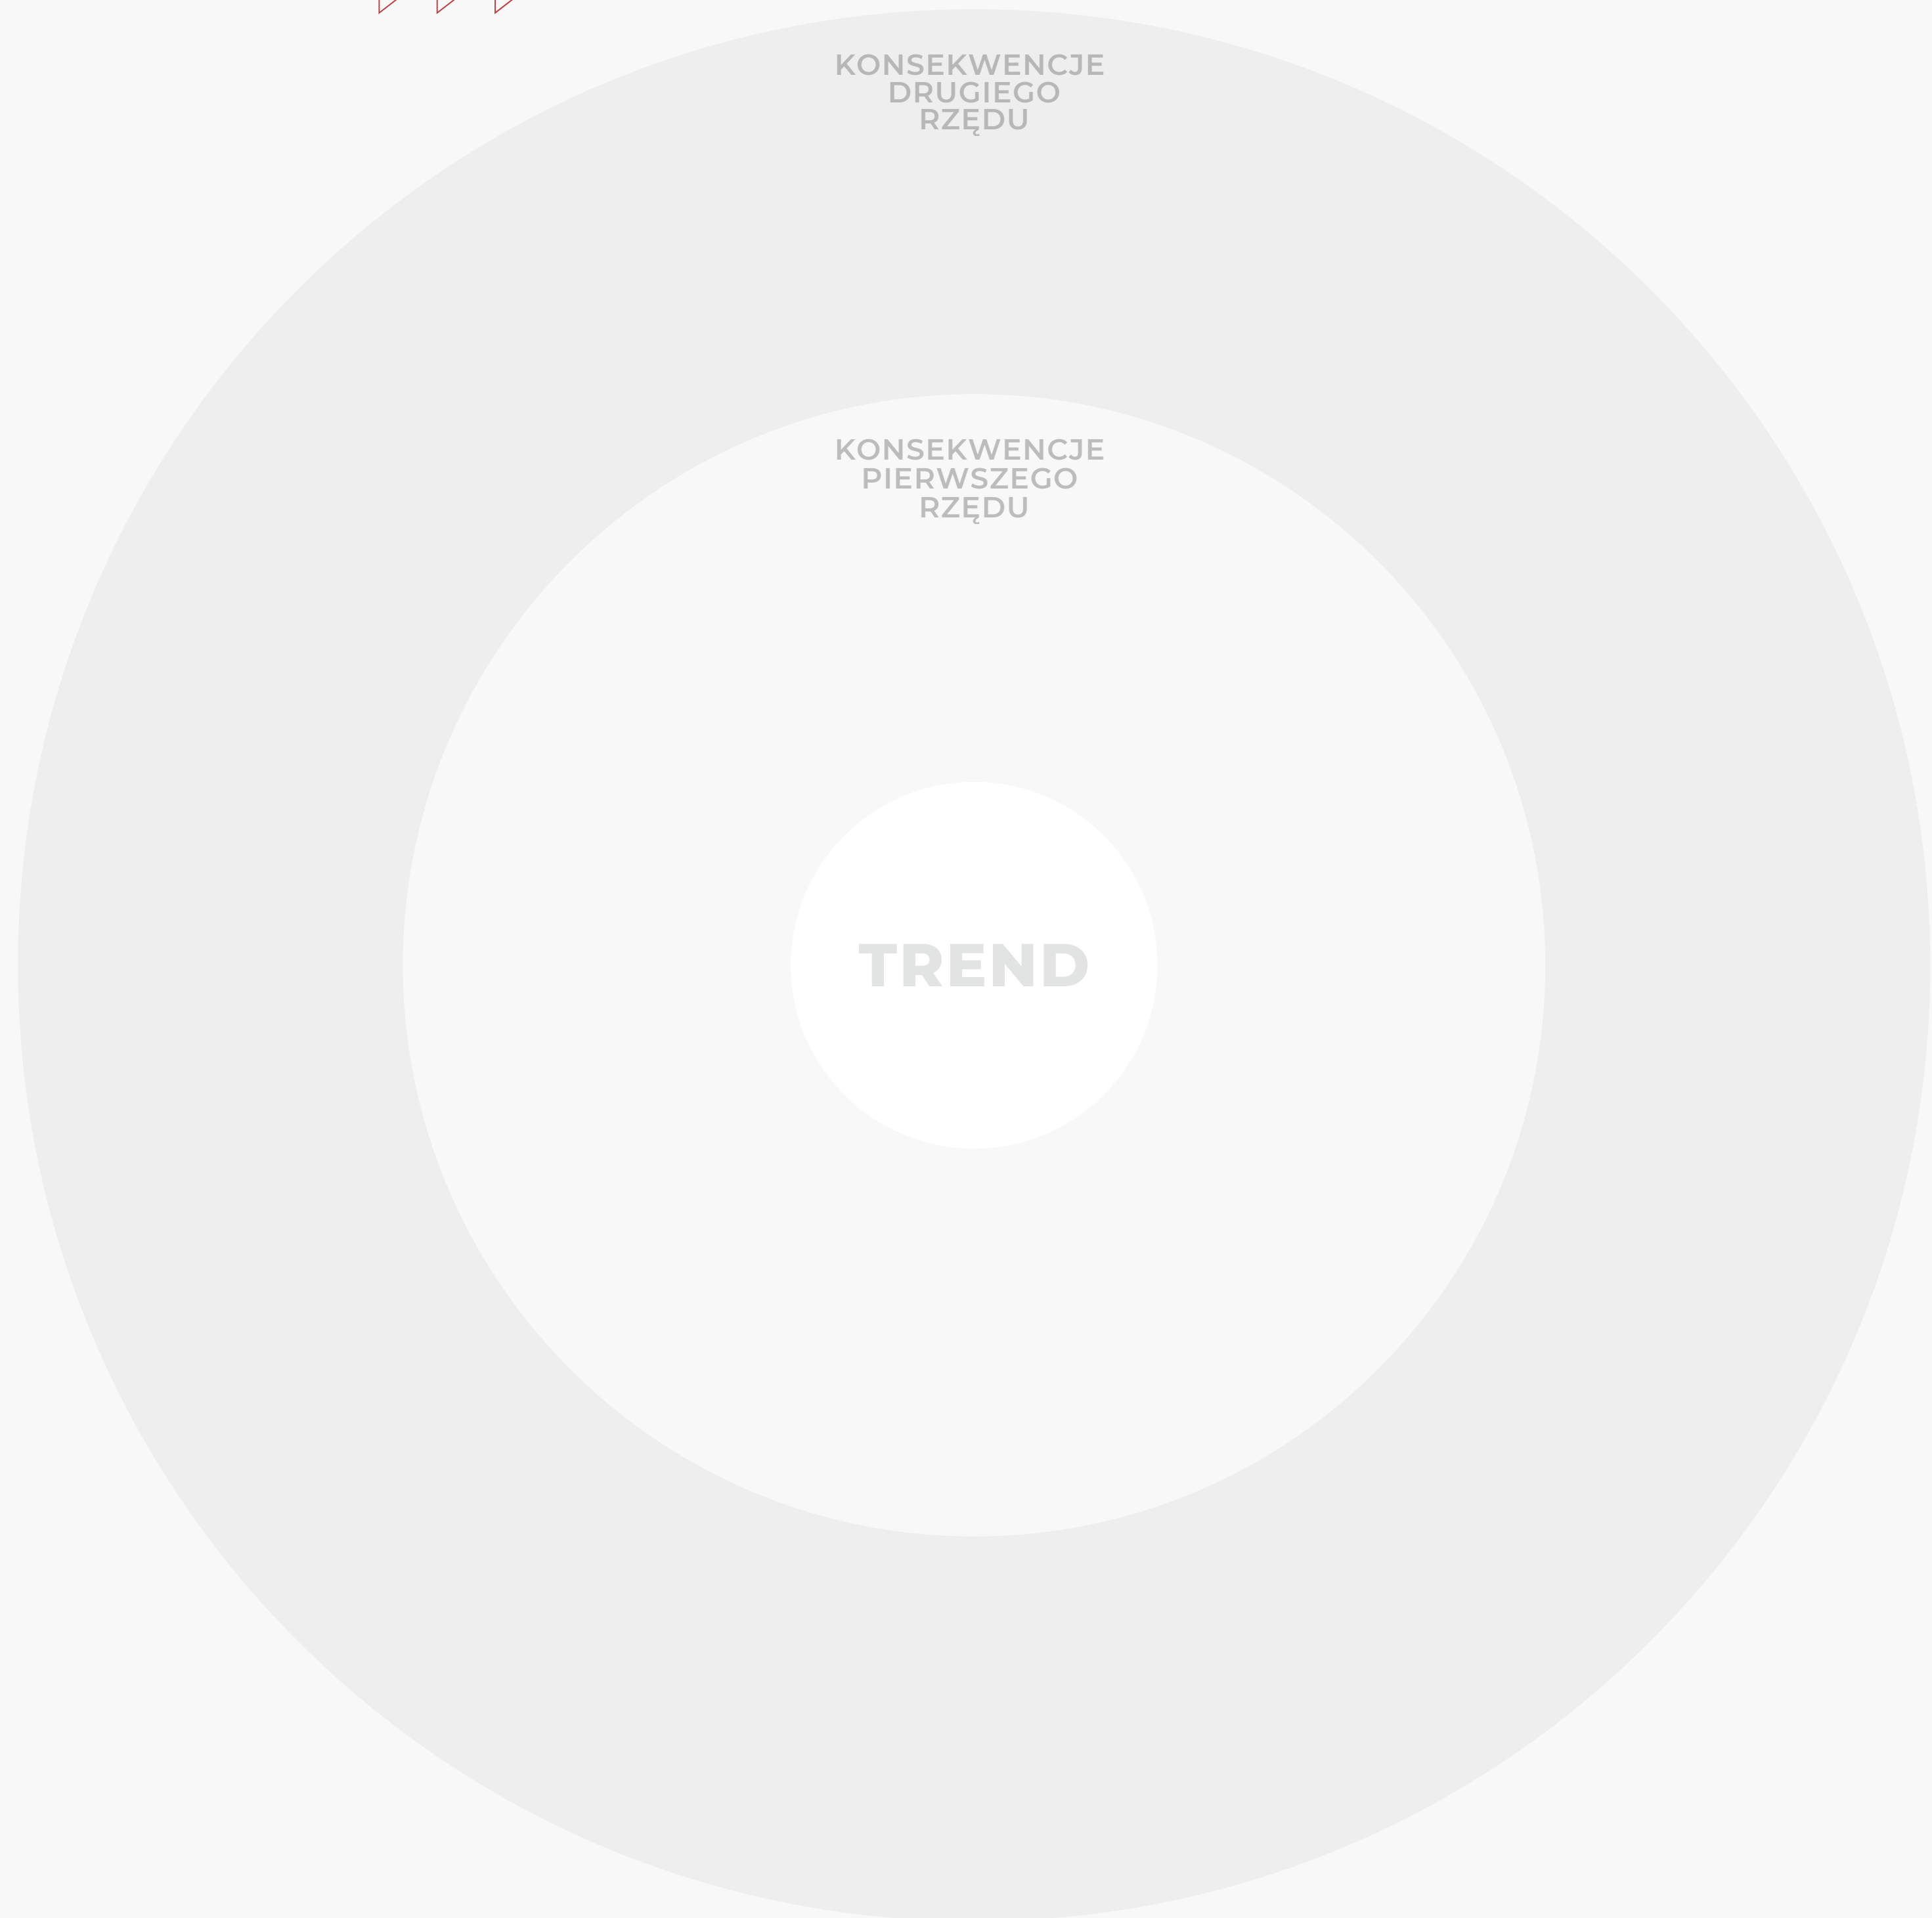 KONSEKWENCJE
DRUGIEGO
RZĘDU
KONSEKWENCJE
PIERWSZEGO
RZĘDU
TREND